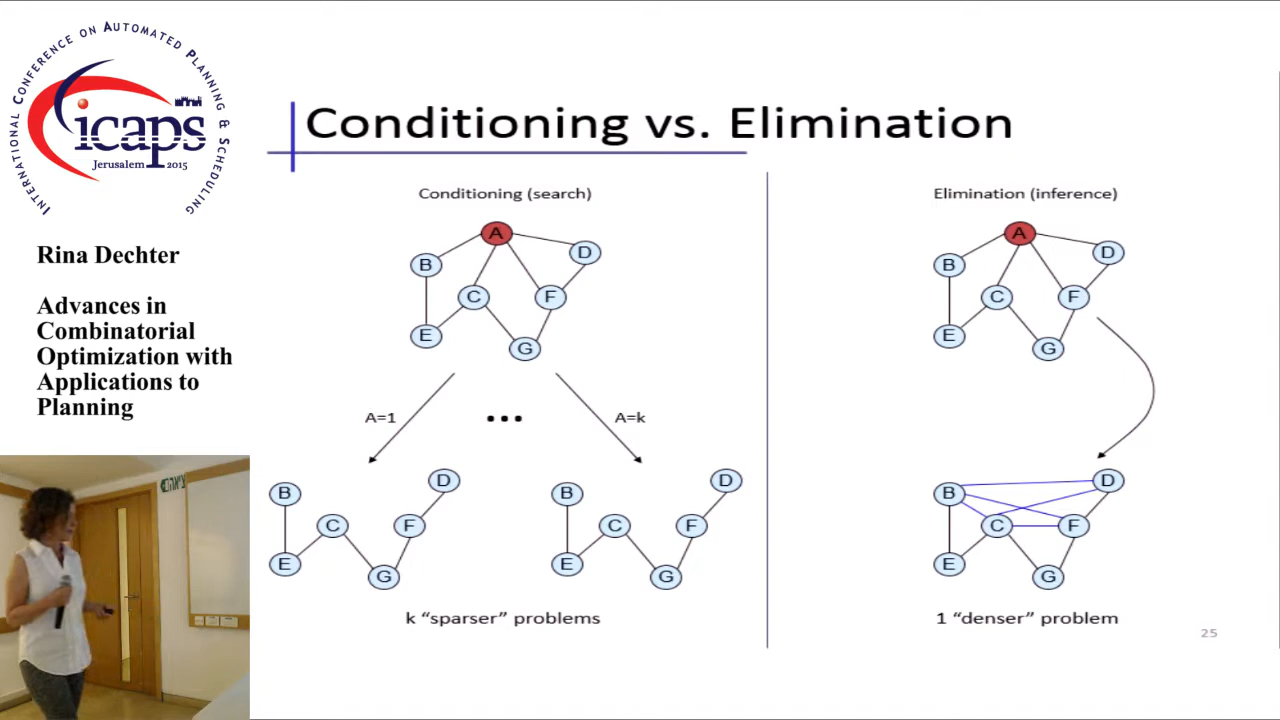 INTERNATIONAL CONFERENCE ON AUTOMATED PLANNING & SCHEDULING
icaps
Jerusalem 2015
Rina Dechter
Advances in
Combinatorial
Optimization with
Applications to
Planning
Conditioning vs. Elimination
Conditioning (search)
A
B
D
C
F
E
G
A=1
...
A=k
B
D
C
F
E
G
B
D
C
F
E
G
k “sparser” problems
Elimination (inference)
A
B
D
C
F
E
G
B
D
C
F
E
G
1 “denser” problem
25